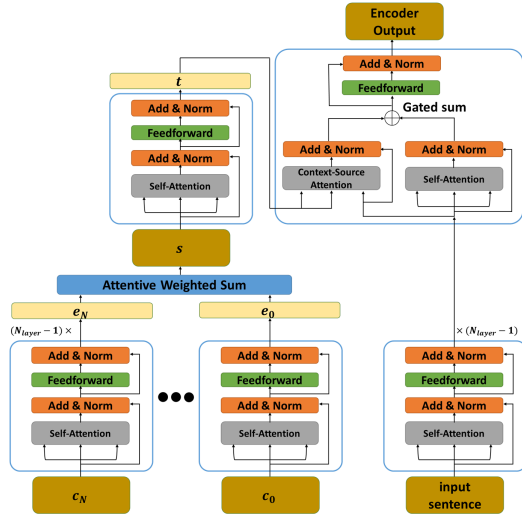 Encoder
Output
Add & Norm
Feedforward
Gated sum
Add & Norm
Context-Source
Attention
Add & Norm
Self-Attention
t
Add & Norm
Feedforward
Add & Norm
Self-Attention
s
Attentive Weighted Sum
e_N
e_0
(N_layer − 1) ×
× (N_layer − 1)
Add & Norm
Feedforward
Add & Norm
Self-Attention
c_N
Add & Norm
Feedforward
Add & Norm
Self-Attention
c_0
Add & Norm
Feedforward
Add & Norm
Self-Attention
input
sentence